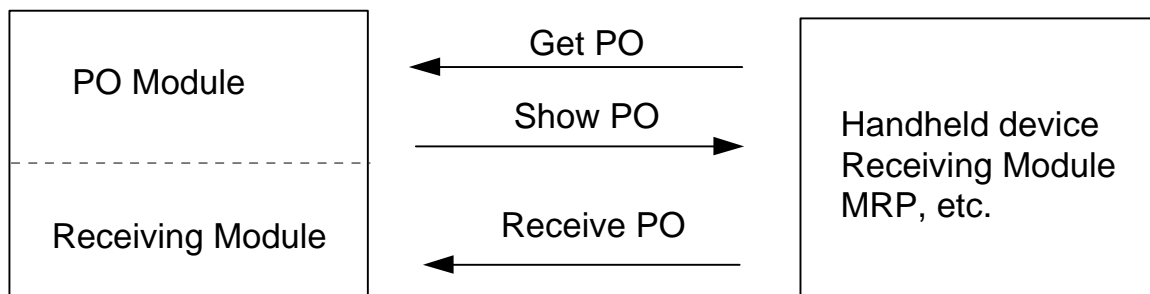 PO Module
Receiving Module
Get PO
Show PO
Receive PO
Handheld device
Receiving Module
MRP, etc.